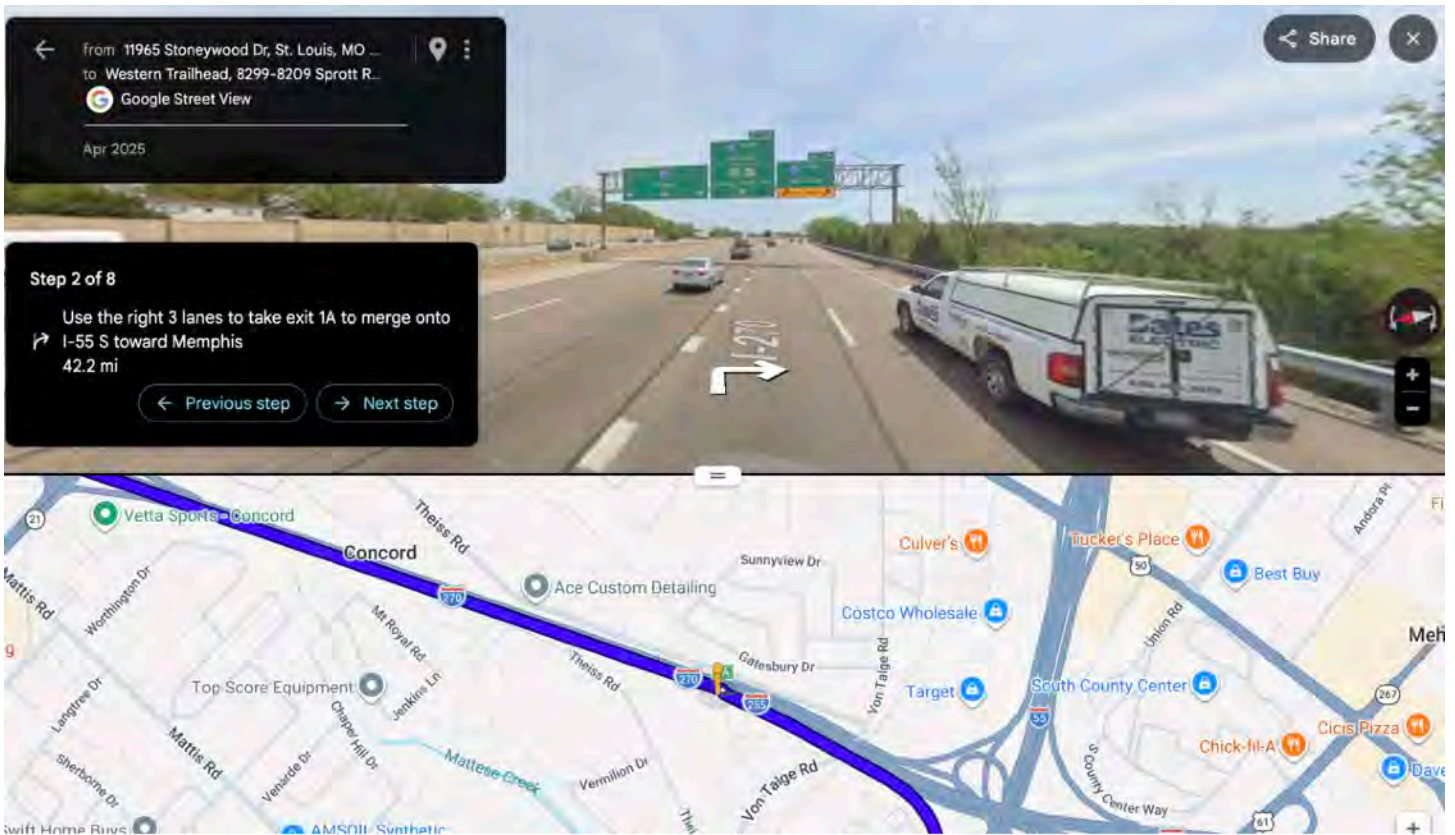 from 11965 Stoneywood Dr, St. Louis, MO ...
to Western Trailhead, 8299-8209 Sprott R...
Google Street View
Apr 2025
Share
Step 2 of 8
Use the right 3 lanes to take exit 1A to merge onto
I-55 S toward Memphis
42.2 mi
Previous step
Next step
I-270
ELECTRIC
21
Vetta Sports - Concord
Theiss Rd
Concord
Mattis Rd
Worthington Dr
270
Ace Custom Detailing
Sunnyview Dr
Culver's
Tucker's Place
50
Best Buy
Andora Pl
Fi
Costco Wholesale
Union Rd
Meh
g
Mt Royal Rd
Theiss Rd
270
A
Gatesbury Dr
255
Von Talge Rd
Target
South County Center
267
Langtree Dr
Top Score Equipment
Jenkins Ln
Chapel Hill Dr
55
Cicis Pizza
Chick-fil-A
Mattis Rd
Mattese Creek
Vermilion Dr
Von Talge Rd
S County Center Way
Dave
Sherborne Dr
Venarde Dr
Thei
61
Swift Home Buys
AMSOIL Synthetic